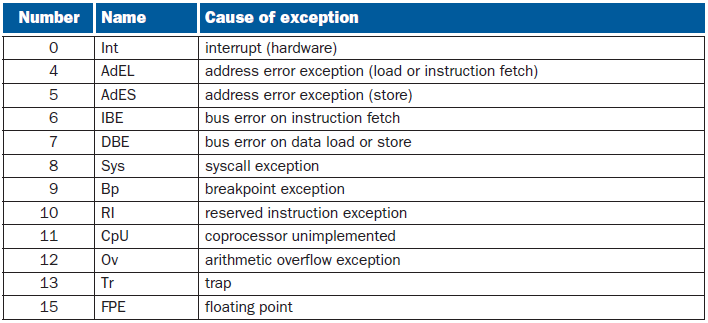 Number Name Cause of exception
0 Int interrupt (hardware)
4 AdEL address error exception (load or instruction fetch)
5 AdES address error exception (store)
6 IBE bus error on instruction fetch
7 DBE bus error on data load or store
8 Sys syscall exception
9 Bp breakpoint exception
10 RI reserved instruction exception
11 CpU coprocessor unimplemented
12 Ov arithmetic overflow exception
13 Tr trap
15 FPE floating point